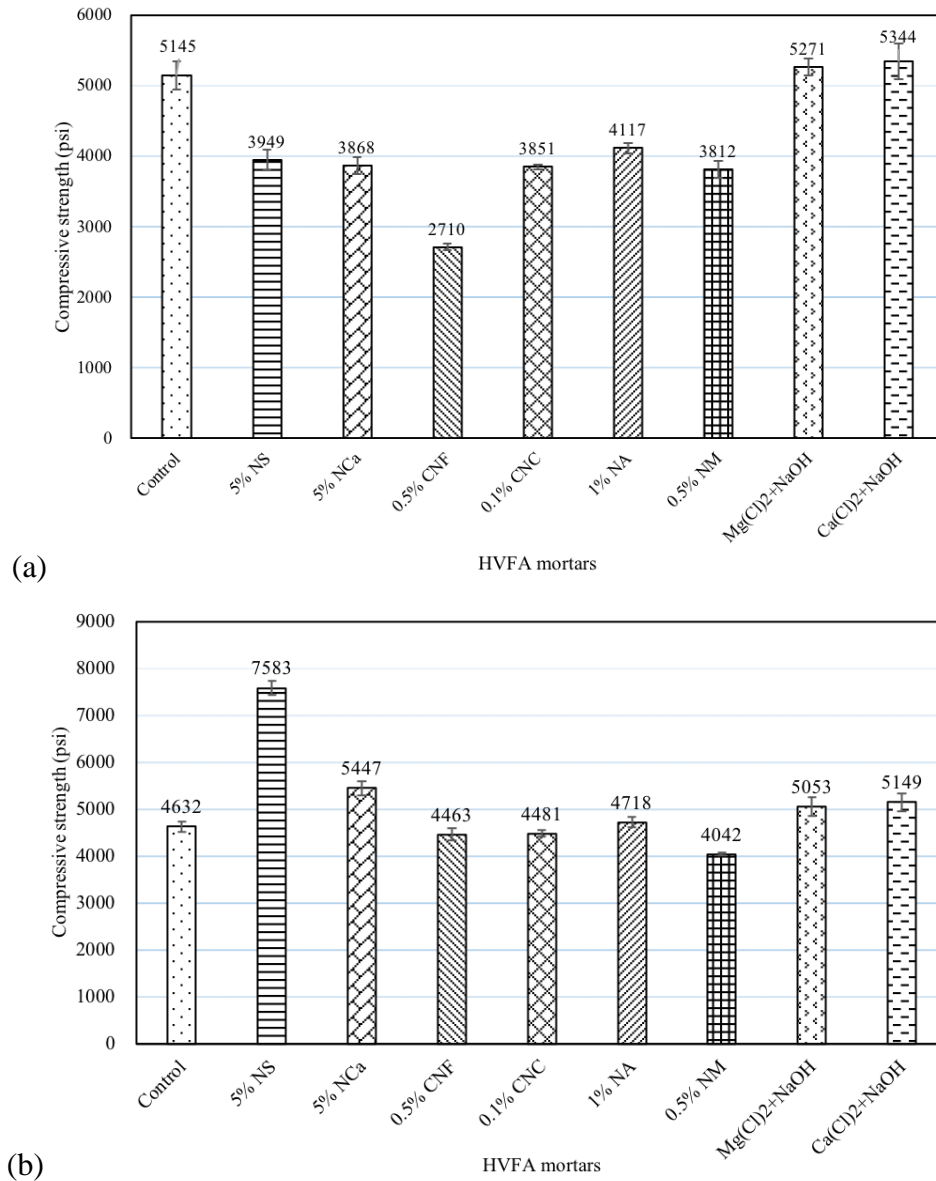 6000
5000
4000
3000
2000
1000
0
Compressive strength (psi)
5145
3949
3868
2710
3851
4117
3812
5271
5344
Control
5% NS
5% NCa
0.5% CNF
0.1% CNC
1% NA
0.5% NM
Mg(Cl)2+NaOH
Ca(Cl)2+NaOH
HVFA mortars
(a)
9000
8000
7000
6000
5000
4000
3000
2000
1000
0
Compressive strength (psi)
4632
7583
5447
4463
4481
4718
4042
5053
5149
Control
5% NS
5% NCa
0.5% CNF
0.1% CNC
1% NA
0.5% NM
Mg(Cl)2+NaOH
Ca(Cl)2+NaOH
HVFA mortars
(b)